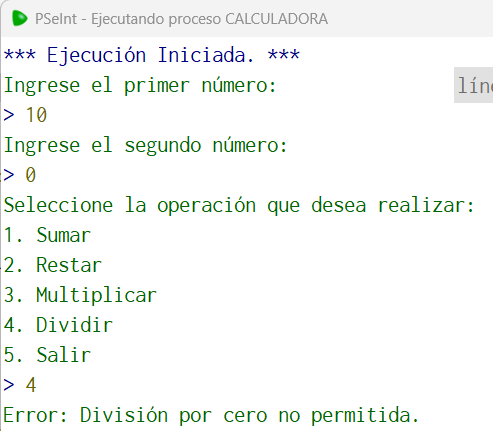 PSeInt - Ejecutando proceso CALCULADORA
*** Ejecución Iniciada. ***
Ingrese el primer número:
> 10
Ingrese el segundo número:
> 0
Seleccione la operación que desea realizar:
1. Sumar
2. Restar
3. Multiplicar
4. Dividir
5. Salir
> 4
Error: División por cero no permitida.